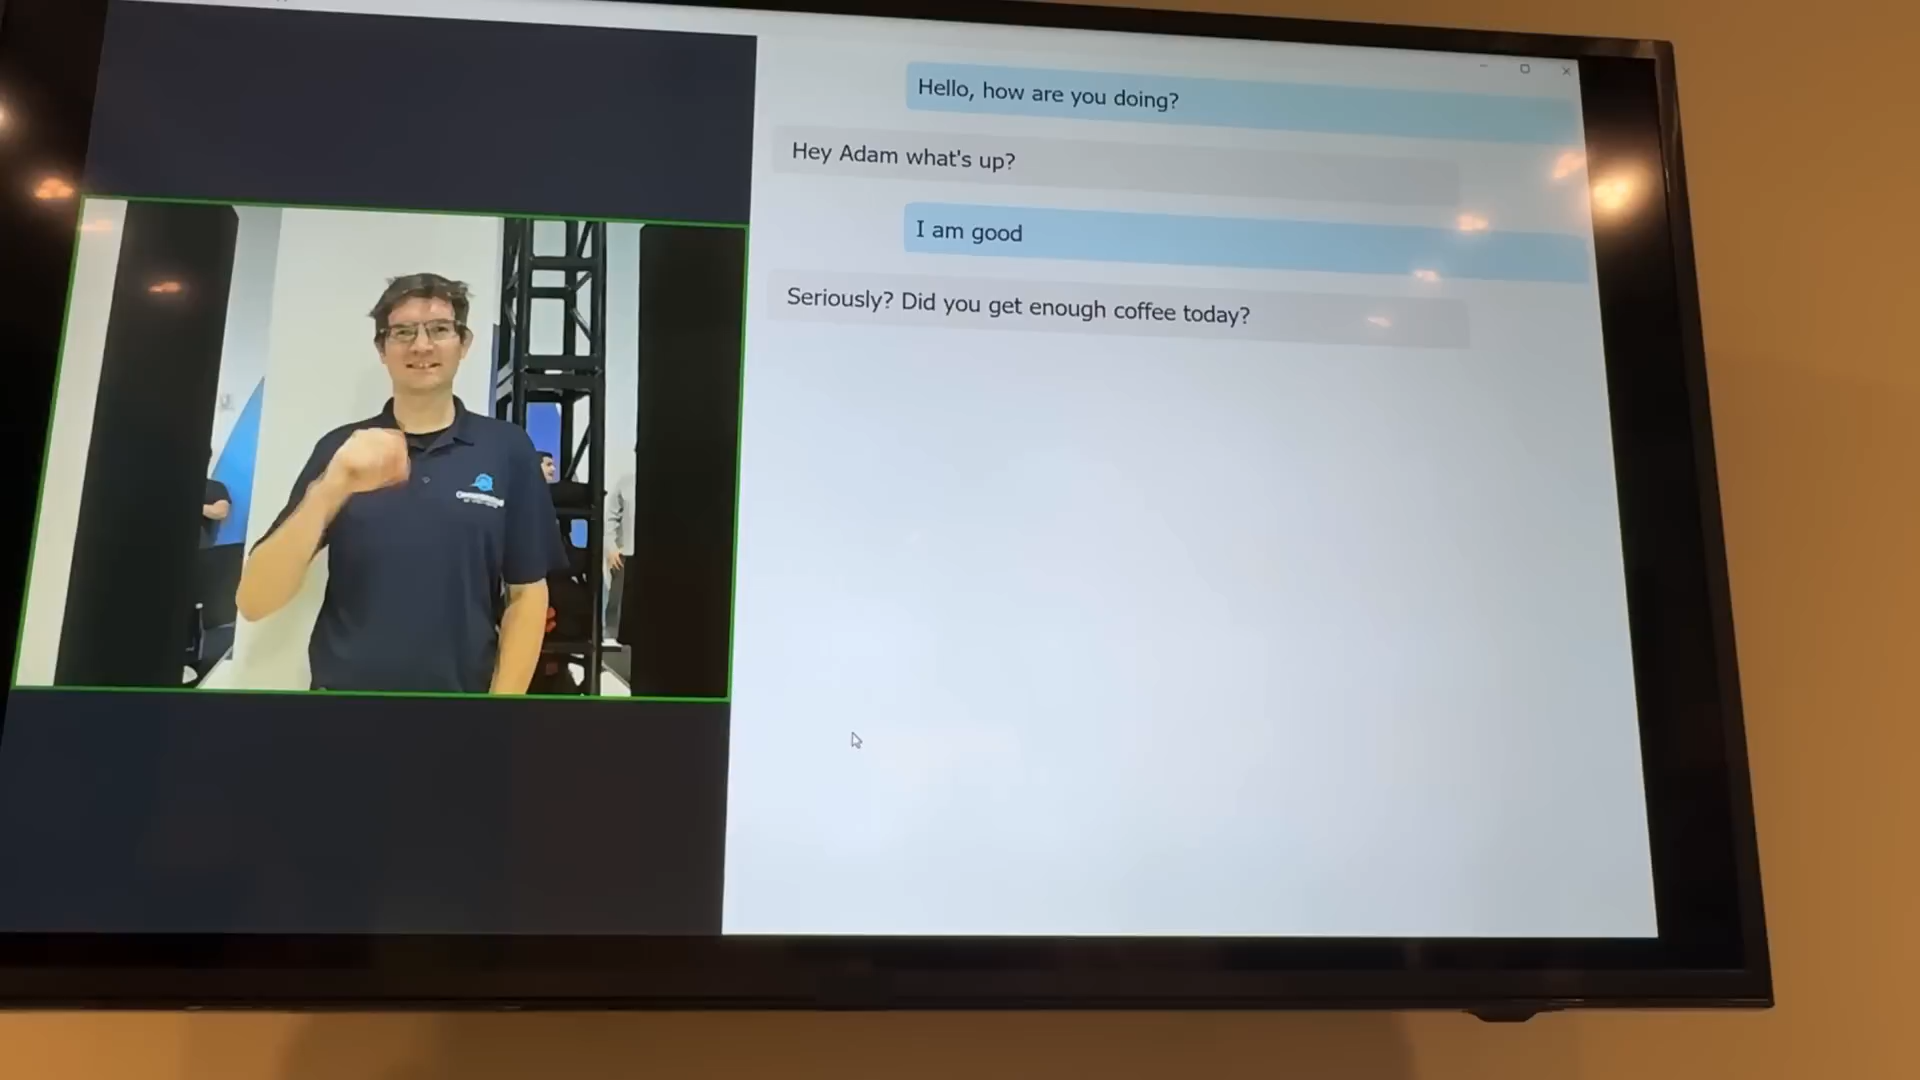 Hello, how are you doing?
Hey Adam what's up?
I am good
Seriously? Did you get enough coffee today?